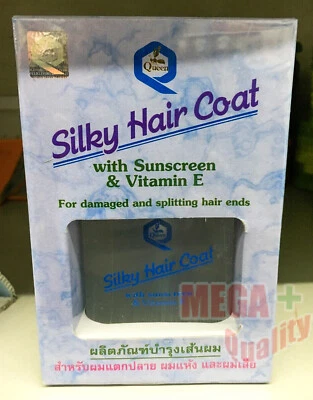 Queen
Silky Hair Coat
with Sunscreen
& Vitamin E
For damaged and splitting hair ends
Queen
Silky Hair Coat
MEGA+
Quality
ผลิตภัณฑ์บำรุงเส้นผม
สำหรับผมแตกปลาย ผมแห้ง และผมเสีย